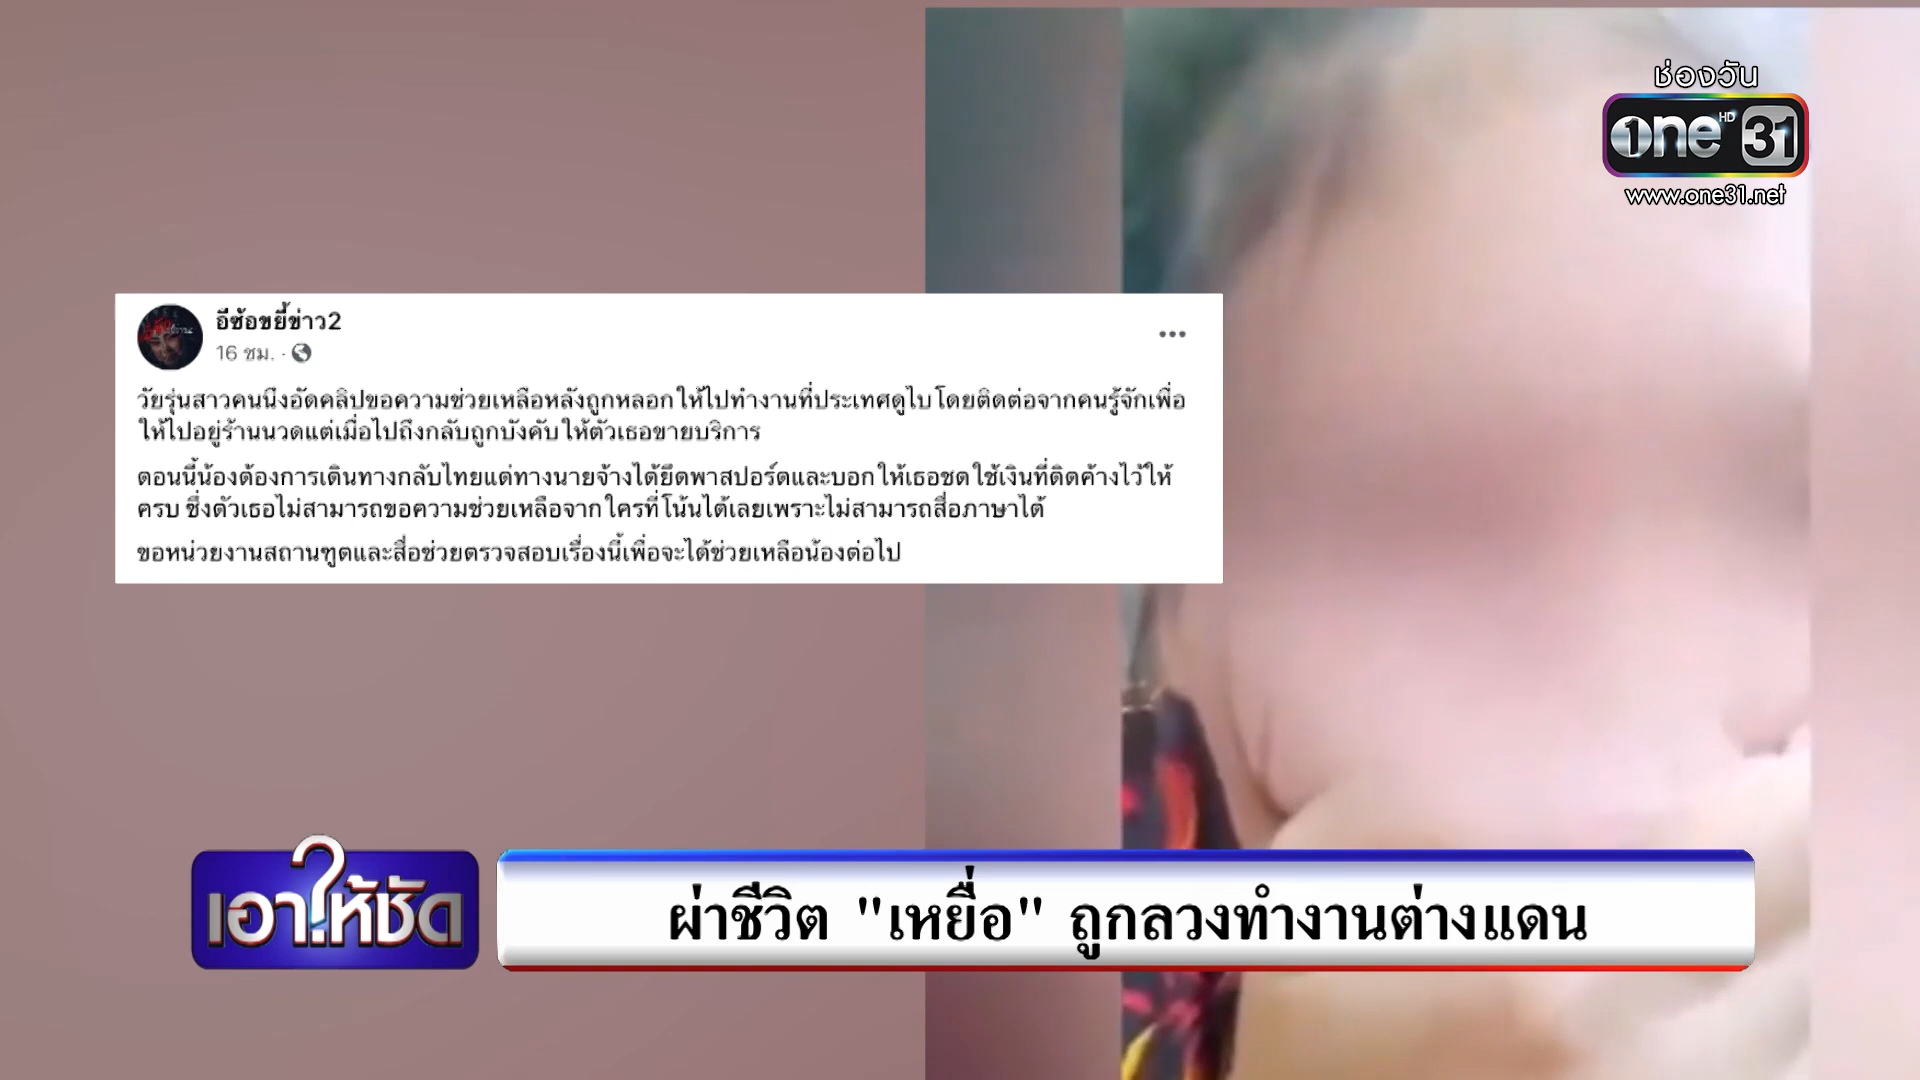 ช่องวัน
one HD 31
www.one31.net
อีซ้อขยี้ข่าว2
16 ชม. ·
วัยรุ่นสาวคนนึงอัดคลิปขอความช่วยเหลือหลังถูกหลอกให้ไปทำงานที่ประเทศดูไบโดยติดต่อจากคนรู้จักเพื่อ
ให้ไปอยู่ร้านนวดแต่เมื่อไปถึงกลับถูกบังคับให้ตัวเธอขายบริการ
ตอนนี้น้องต้องการเดินทางกลับไทยแต่ทางนายจ้างได้ยึดพาสปอร์ตและบอกให้เธอชดใช้เงินที่ติดค้างไว้ให้
ครบ ซึ่งตัวเธอไม่สามารถขอความช่วยเหลือจากใครที่โน้นได้เลยเพราะไม่สามารถสื่อภาษาได้
ขอหน่วยงานสถานฑูตและสื่อช่วยตรวจสอบเรื่องนี้เพื่อจะได้ช่วยเหลือน้องต่อไป
เอาให้ชัด?
ผ่าชีวิต "เหยื่อ" ถูกลวงทำงานต่างแดน